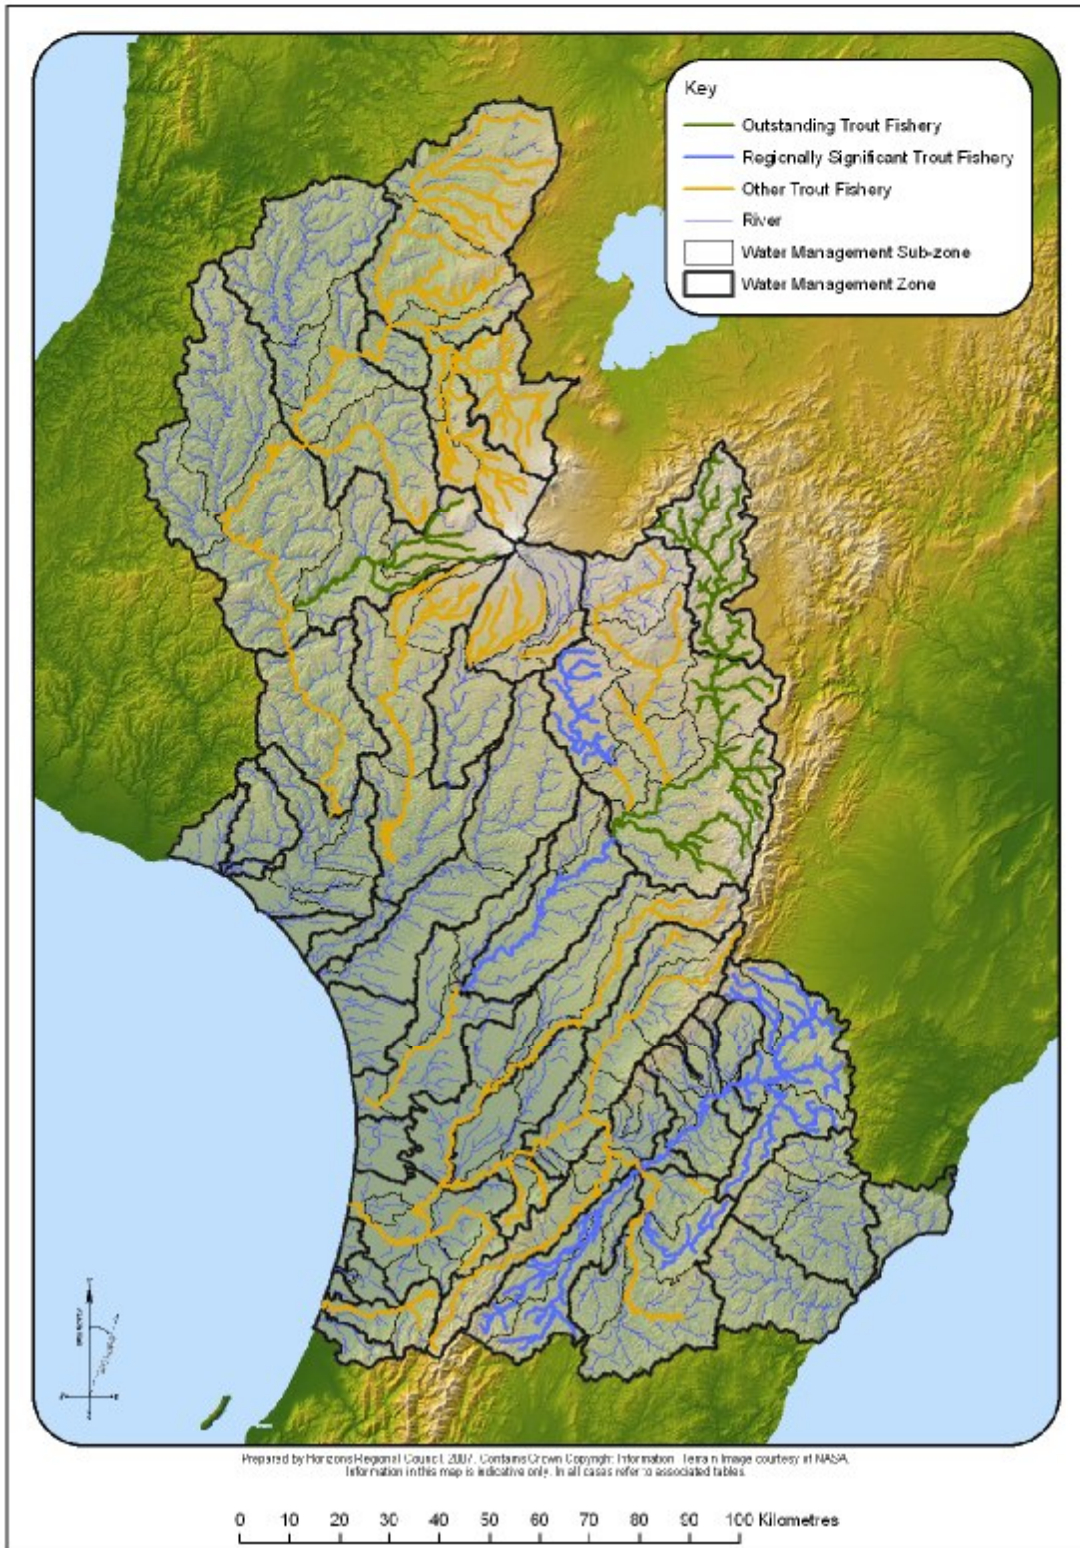 Key
Outstanding Trout Fishery
Regionally Significant Trout Fishery
Other Trout Fishery
River
Water Management Sub-zone
Water Management Zone
Prepared by Horizons Regional Council, 2007. Contains Crown Copyright Information. Terrain Image courtesy of NASA.
Information in this map is indicative only. In all cases refer to associated tables.
0 10 20 30 40 50 60 70 80 90 100 Kilometres